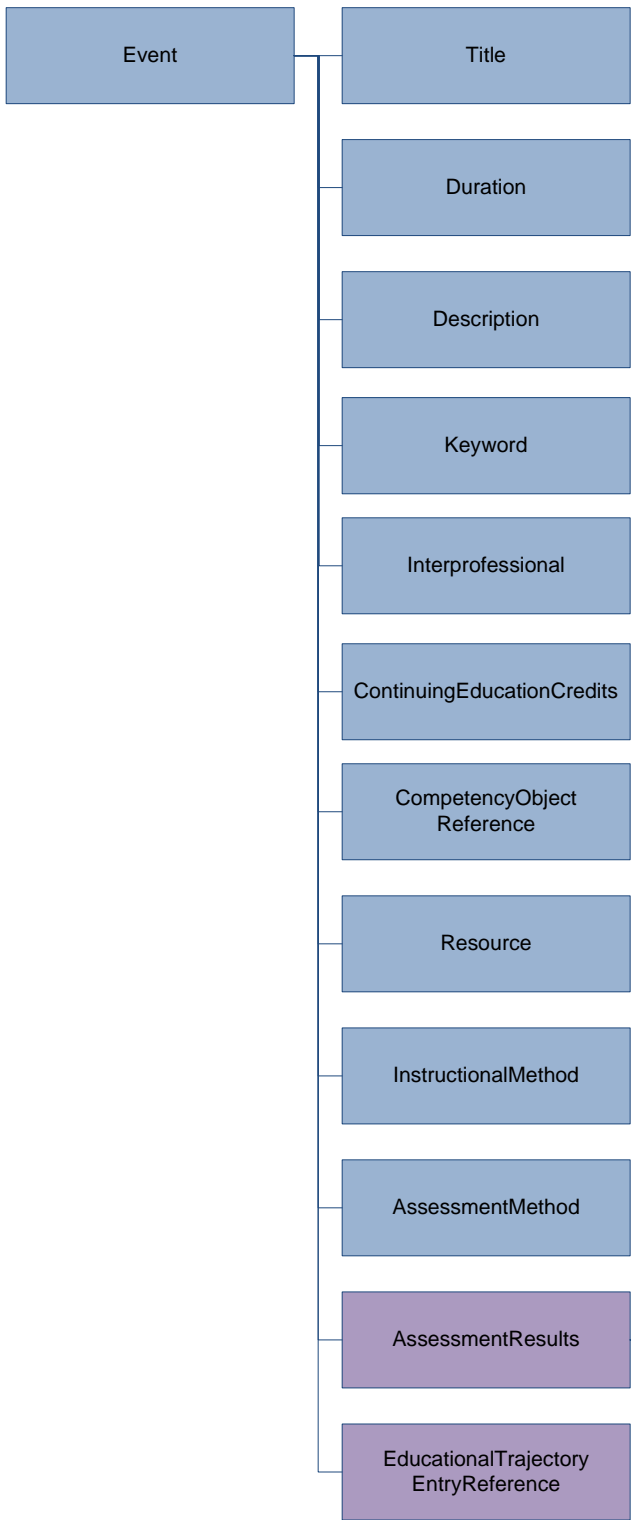 Event
Title
Duration
Description
Keyword
Interprofessional
ContinuingEducationCredits
CompetencyObject
Reference
Resource
InstructionalMethod
AssessmentMethod
AssessmentResults
EducationalTrajectory
EntryReference